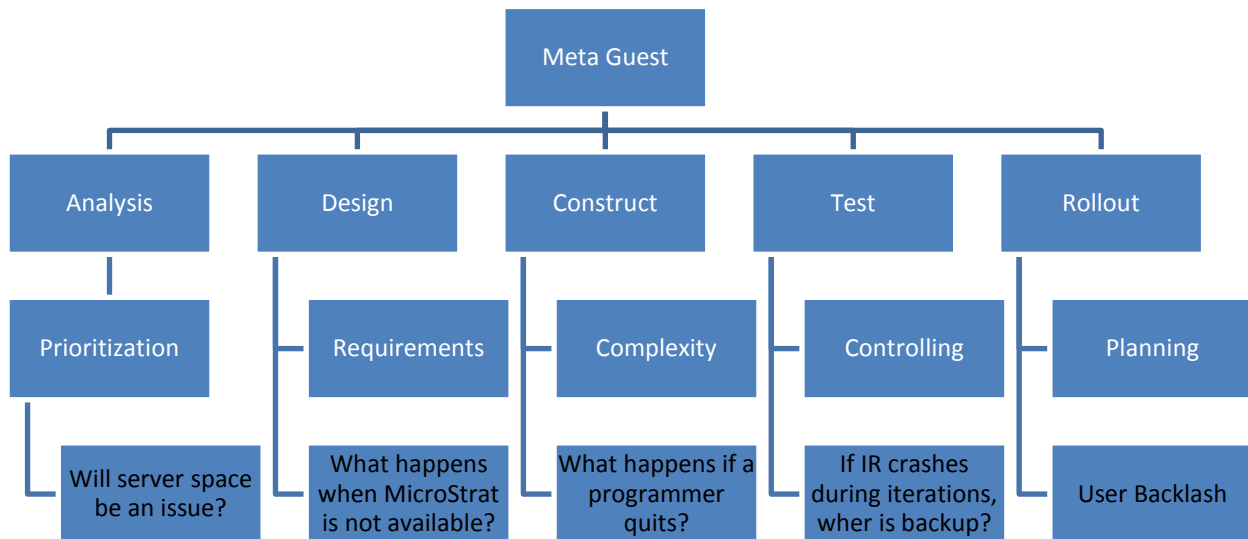 Meta Guest
Analysis
Design
Construct
Test
Rollout
Prioritization
Requirements
Complexity
Controlling
Planning
Will server space
be an issue?
What happens
when MicroStrat
is not available?
What happens if a
programmer
quits?
If IR crashes
during iterations,
wher is backup?
User Backlash